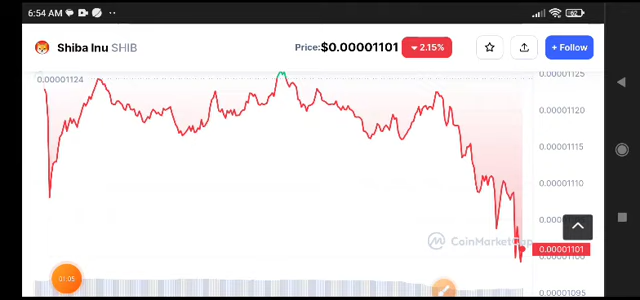 6:54 AM
62
Shiba Inu SHIB
Price:$0.00001101 2.15%
+ Follow
0.00001124
0.00001125
0.00001120
0.00001115
0.00001110
CoinMarketCap
0.00001101
0.00001095
01:05